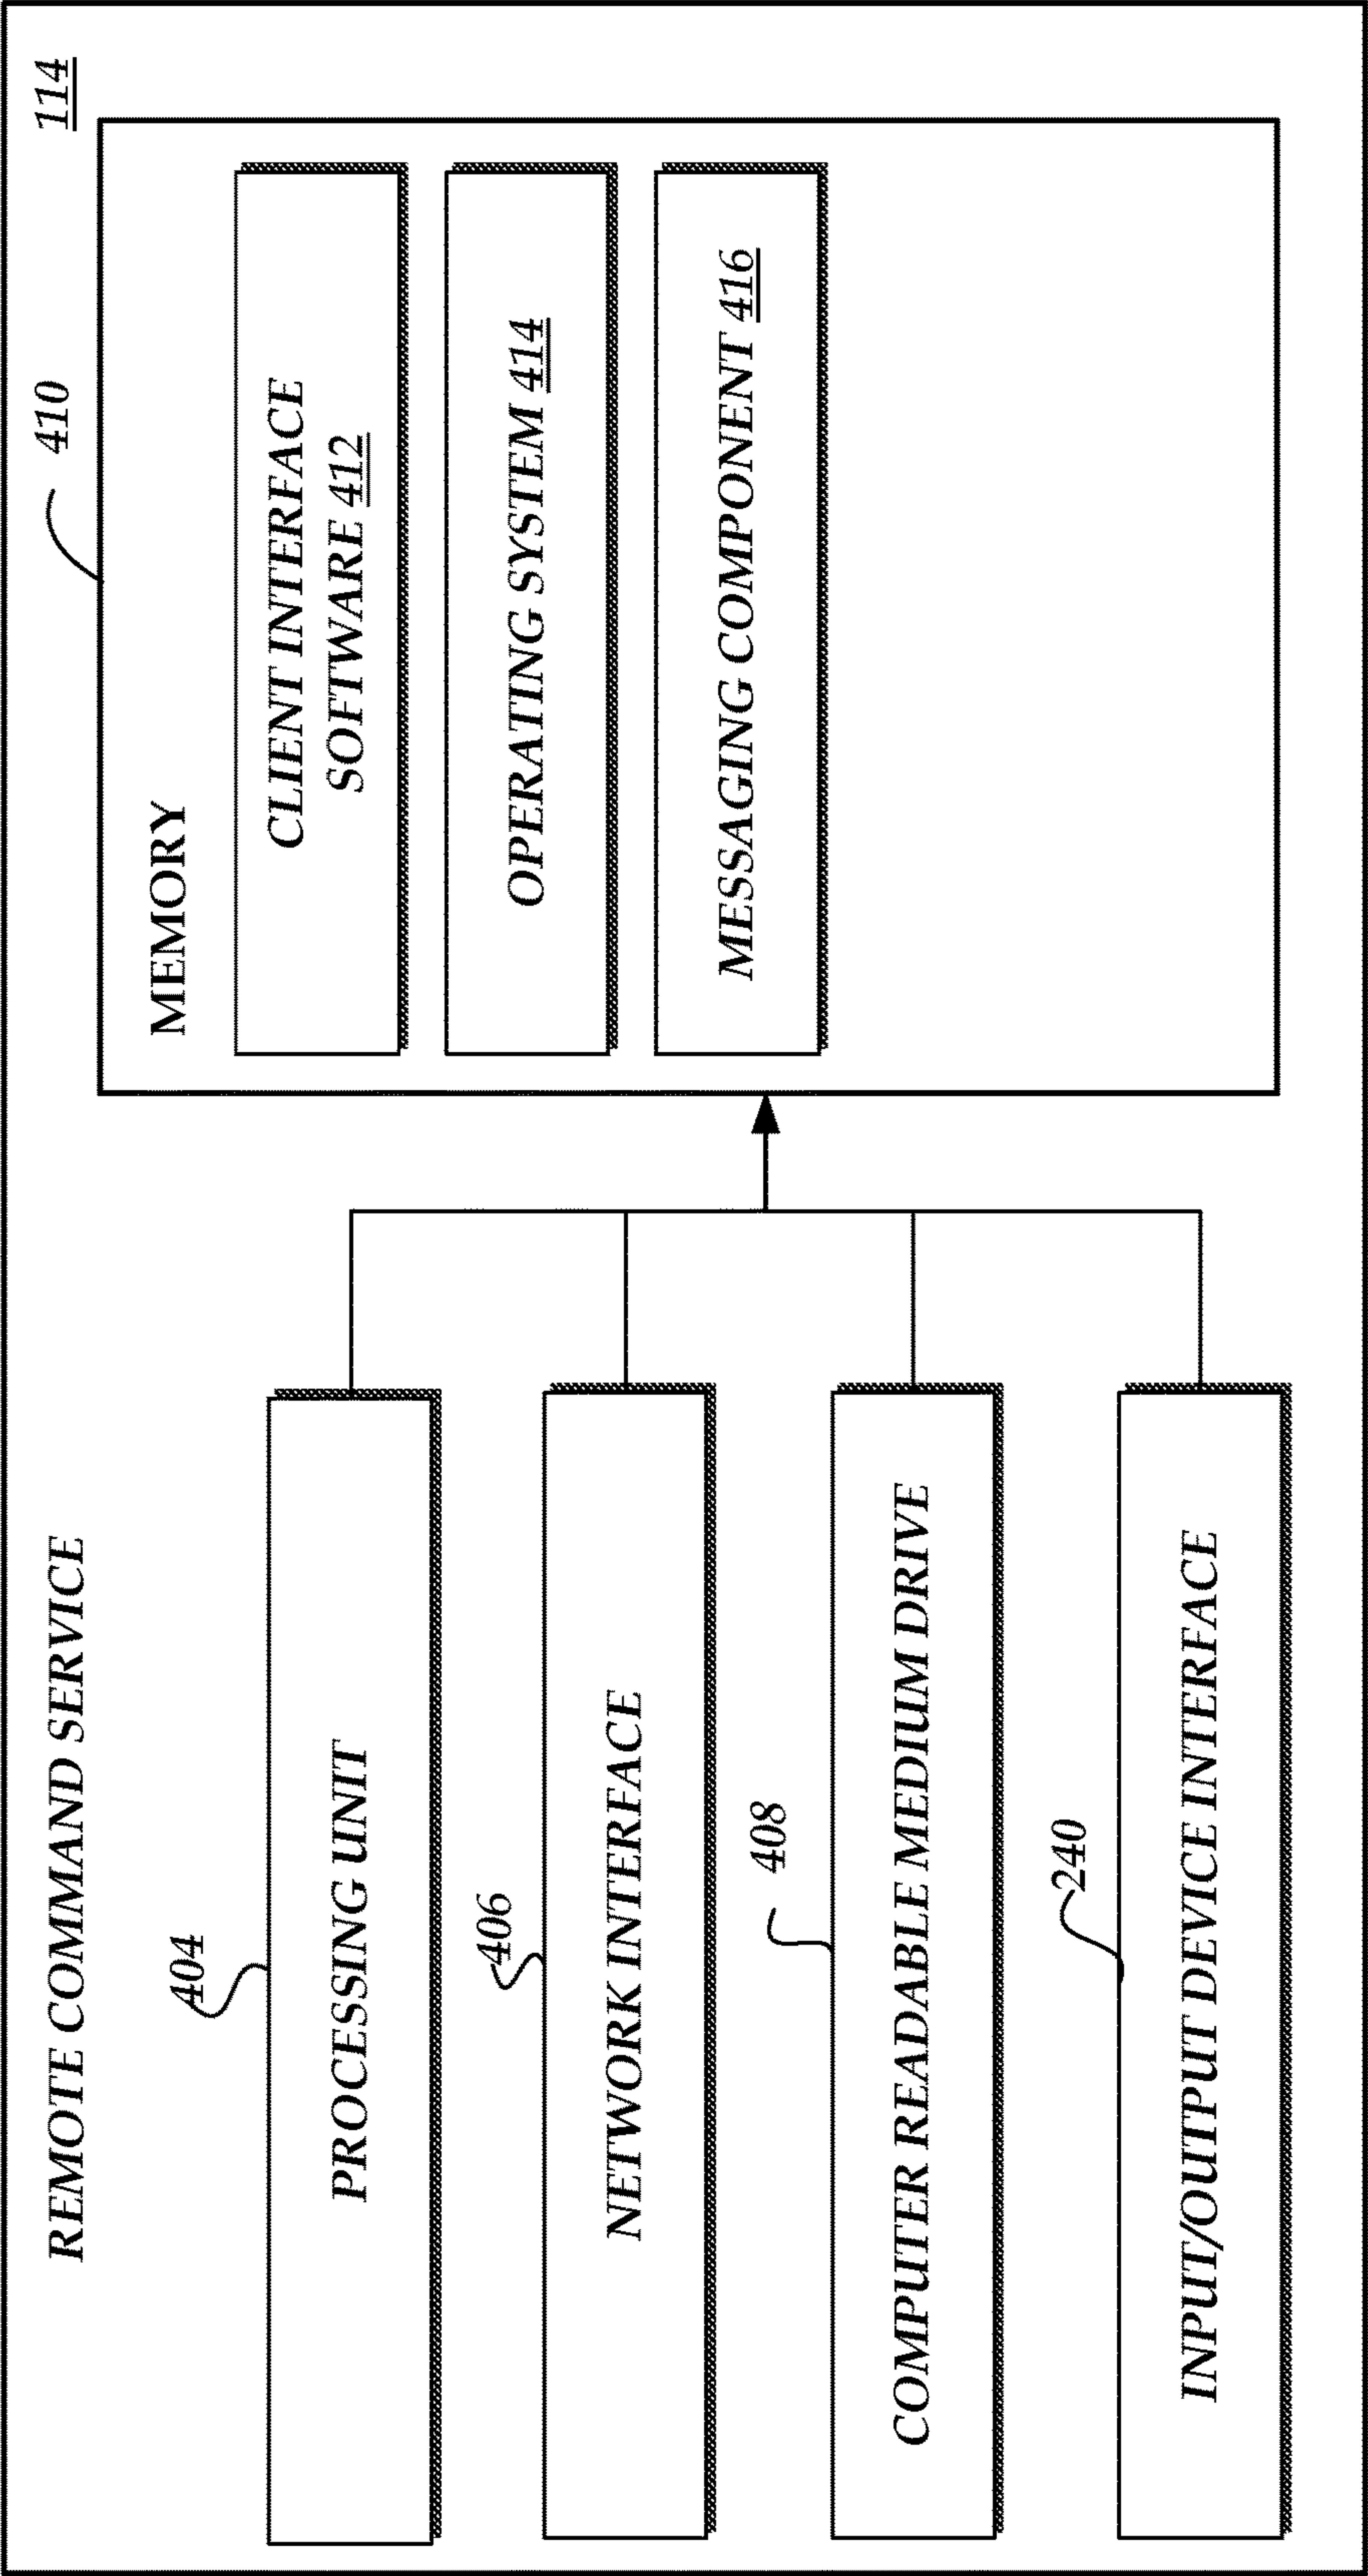 REMOTE COMMAND SERVICE
114
404
PROCESSING UNIT
406
NETWORK INTERFACE
408
COMPUTER READABLE MEDIUM DRIVE
240
INPUT/OUTPUT DEVICE INTERFACE
410
MEMORY
CLIENT INTERFACE
SOFTWARE 412
OPERATING SYSTEM 414
MESSAGING COMPONENT 416